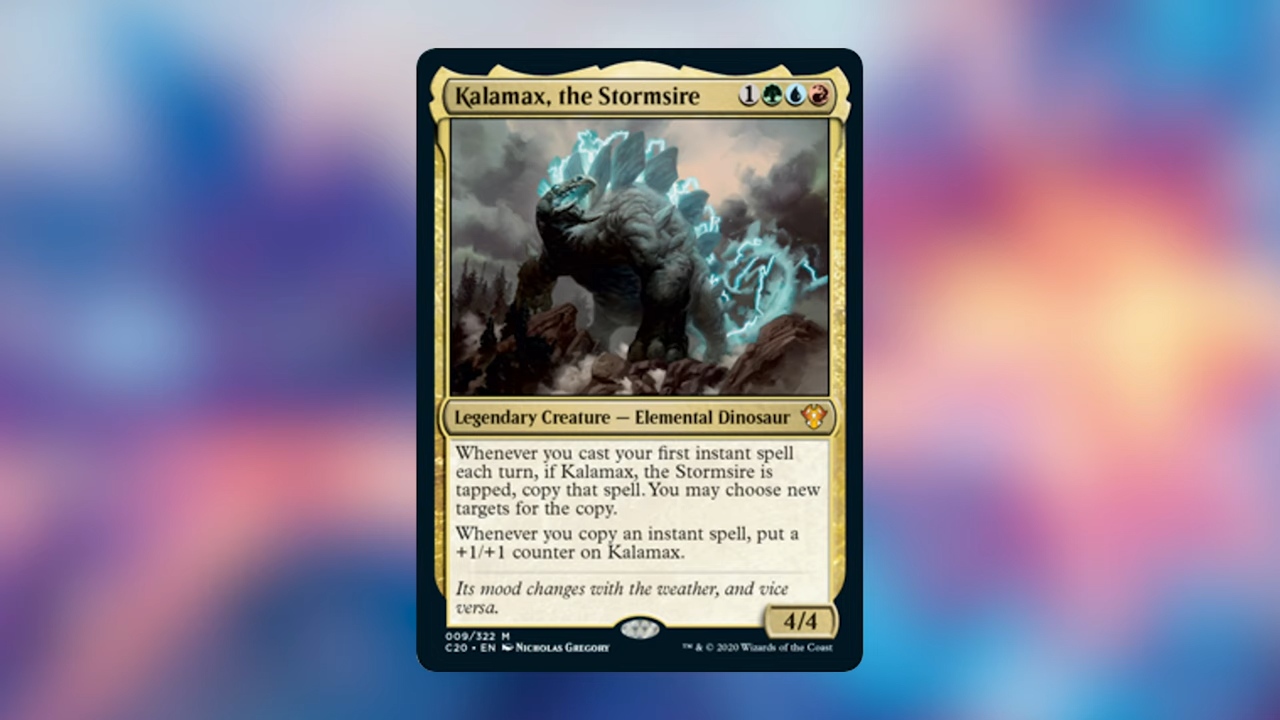 Kalamax, the Stormsire 1
Legendary Creature — Elemental Dinosaur
Whenever you cast your first instant spell
each turn, if Kalamax, the Stormsire is
tapped, copy that spell. You may choose new
targets for the copy.
Whenever you copy an instant spell, put a
+1/+1 counter on Kalamax.
Its mood changes with the weather, and vice
versa.
4/4
009/322 M
C20 • EN Nicholas Gregory
™ & © 2020 Wizards of the Coast